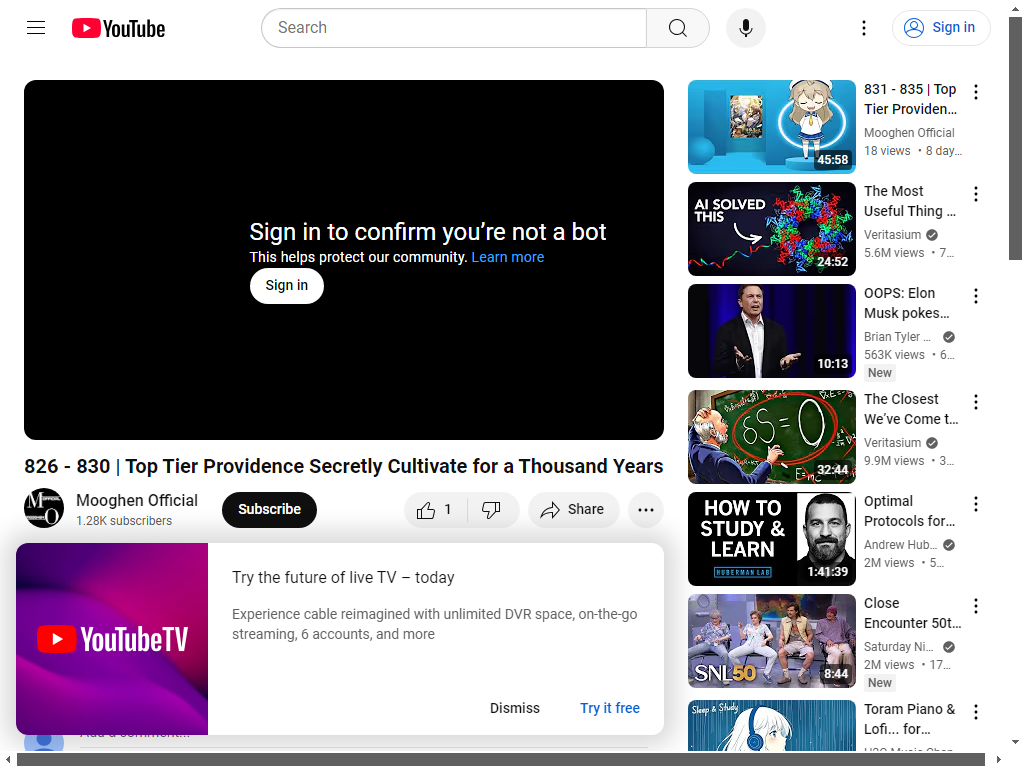 YouTube
Search
Sign in
Sign in to confirm you’re not a bot
This helps protect our community. Learn more
Sign in
826 - 830 | Top Tier Providence Secretly Cultivate for a Thousand Years
Mooghen Official
1.28K subscribers
Subscribe
1
Share
YouTubeTV
Try the future of live TV – today
Experience cable reimagined with unlimited DVR space, on-the-go
streaming, 6 accounts, and more
Dismiss
Try it free
Add a comment...
45:58
831 - 835 | Top
Tier Providen...
Mooghen Official
18 views • 8 day...
AI SOLVED
THIS
24:52
The Most
Useful Thing ...
Veritasium
5.6M views • 7...
10:13
OOPS: Elon
Musk pokes...
Brian Tyler ...
563K views • 6...
New
δS = 0
32:44
The Closest
We’ve Come t...
Veritasium
9.9M views • 3...
HOW TO
STUDY &
LEARN
HUBERMAN LAB
1:41:39
Optimal
Protocols for...
Andrew Hub...
2M views • 5...
SNL50
8:44
Close
Encounter 50t...
Saturday Ni...
2M views • 17...
New
Sleep & Study
Toram Piano &
Lofi... for...